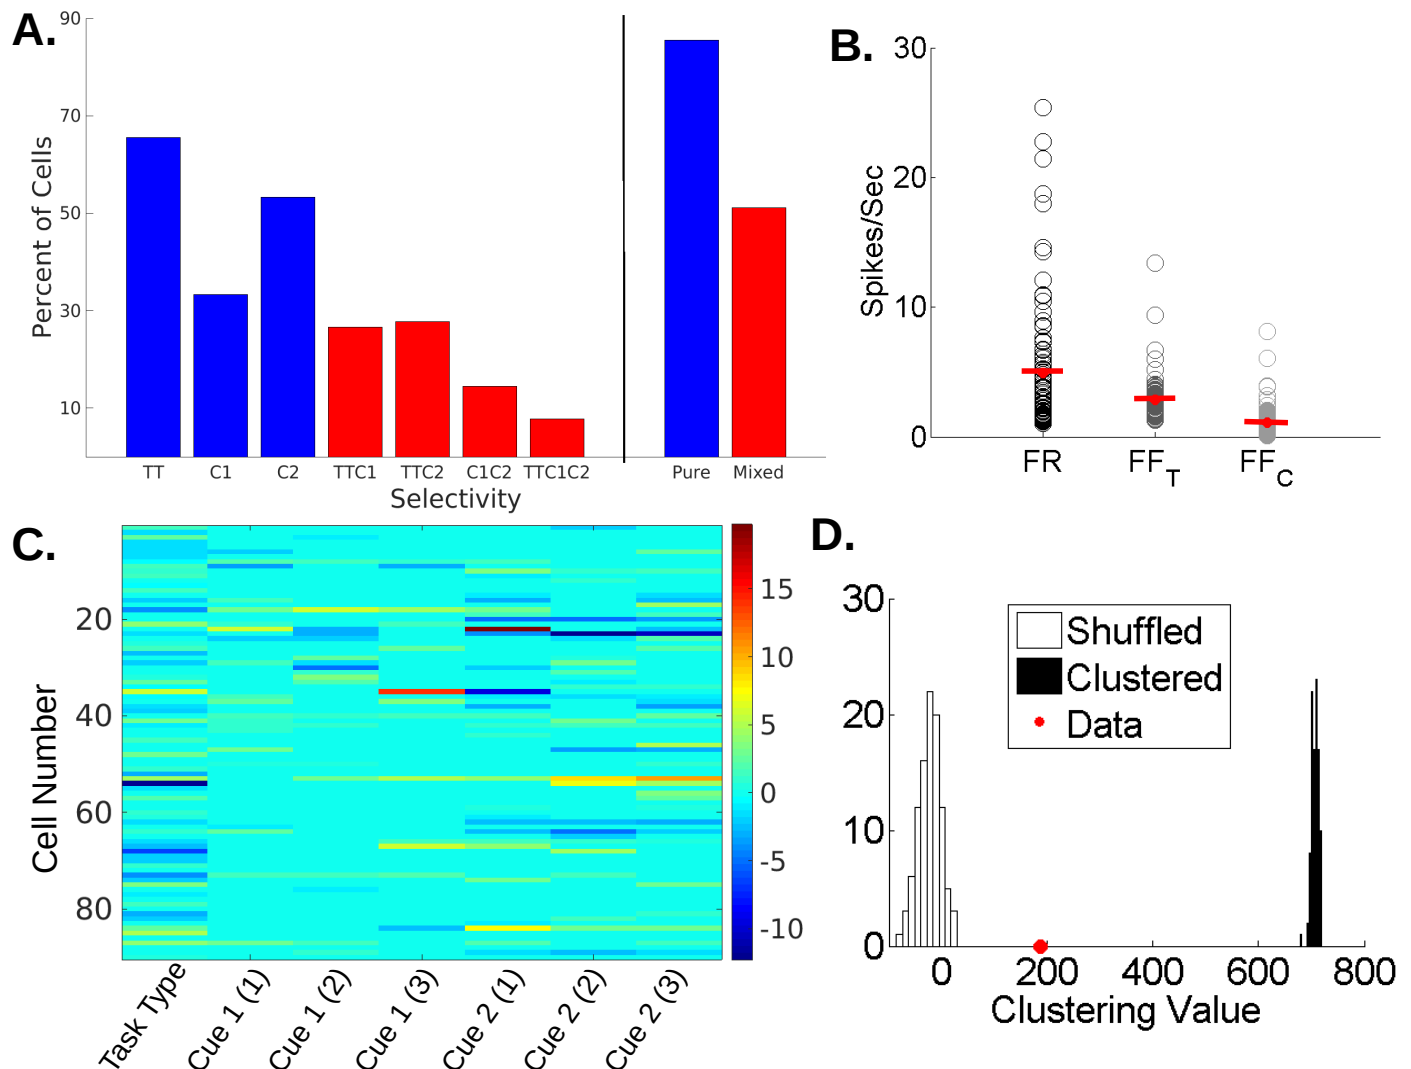 A.
90
70
50
30
10
Percent of Cells
TT C1 C2 TTC1 TTC2 C1C2 TTC1C2 Pure Mixed
Selectivity
B.
30
20
10
0
Spikes/Sec
FR FF_T FF_C
C.
20
40
60
80
Cell Number
15
10
5
0
-5
-10
Task Type Cue 1 (1) Cue 1 (2) Cue 1 (3) Cue 2 (1) Cue 2 (2) Cue 2 (3)
D.
30
20
10
0
Shuffled
Clustered
Data
0 200 400 600 800
Clustering Value